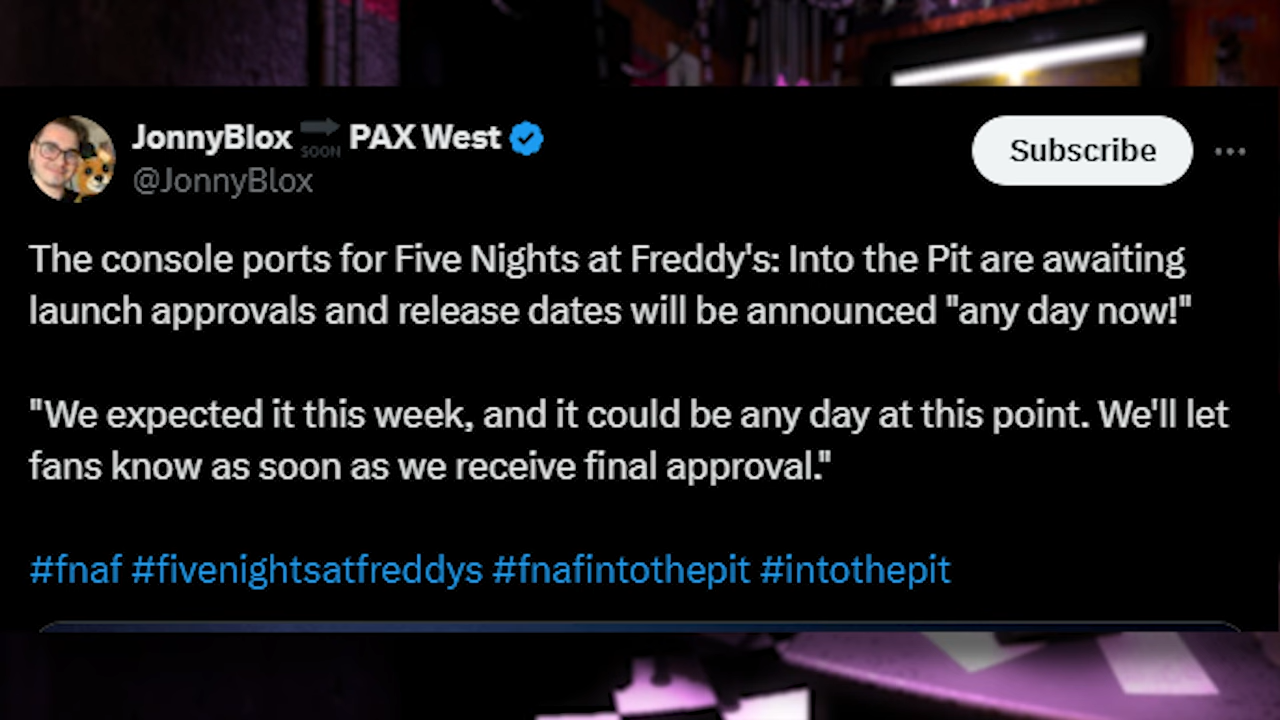 JonnyBlox SOON PAX West
@JonnyBlox
Subscribe
The console ports for Five Nights at Freddy's: Into the Pit are awaiting
launch approvals and release dates will be announced "any day now!"
"We expected it this week, and it could be any day at this point. We'll let
fans know as soon as we receive final approval."
#fnaf #fivenightsatfreddys #fnafintothepit #intothepit